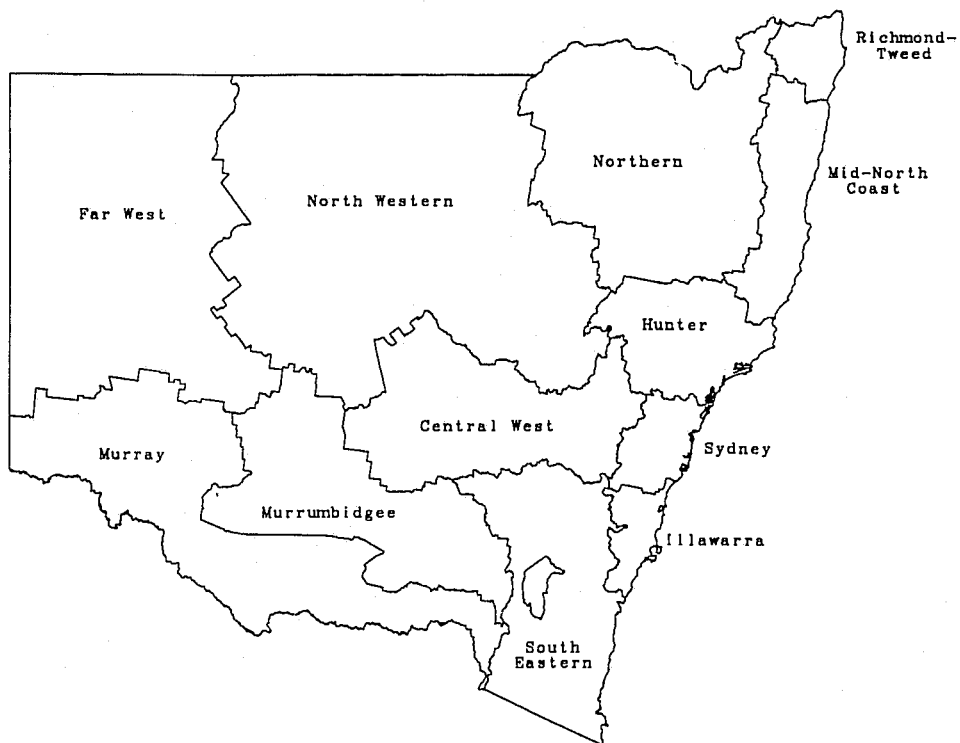 Richmond-
Tweed
Northern
Mid-North
Coast
North Western
Far West
Hunter
Central West
Sydney
Murray
Murrumbidgee
Illawarra
South
Eastern